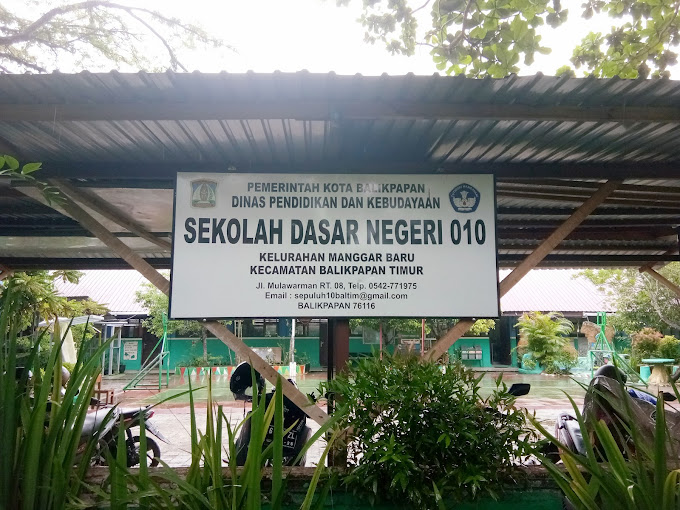 PEMERINTAH KOTA BALIKPAPAN
DINAS PENDIDIKAN DAN KEBUDAYAAN
SEKOLAH DASAR NEGERI 010
KELURAHAN MANGGAR BARU
KECAMATAN BALIKPAPAN TIMUR
Jl. Mulawarman RT. 08, Telp. 0542-771975
Email : sepuluh10baltim@gmail.com
BALIKPAPAN 76116